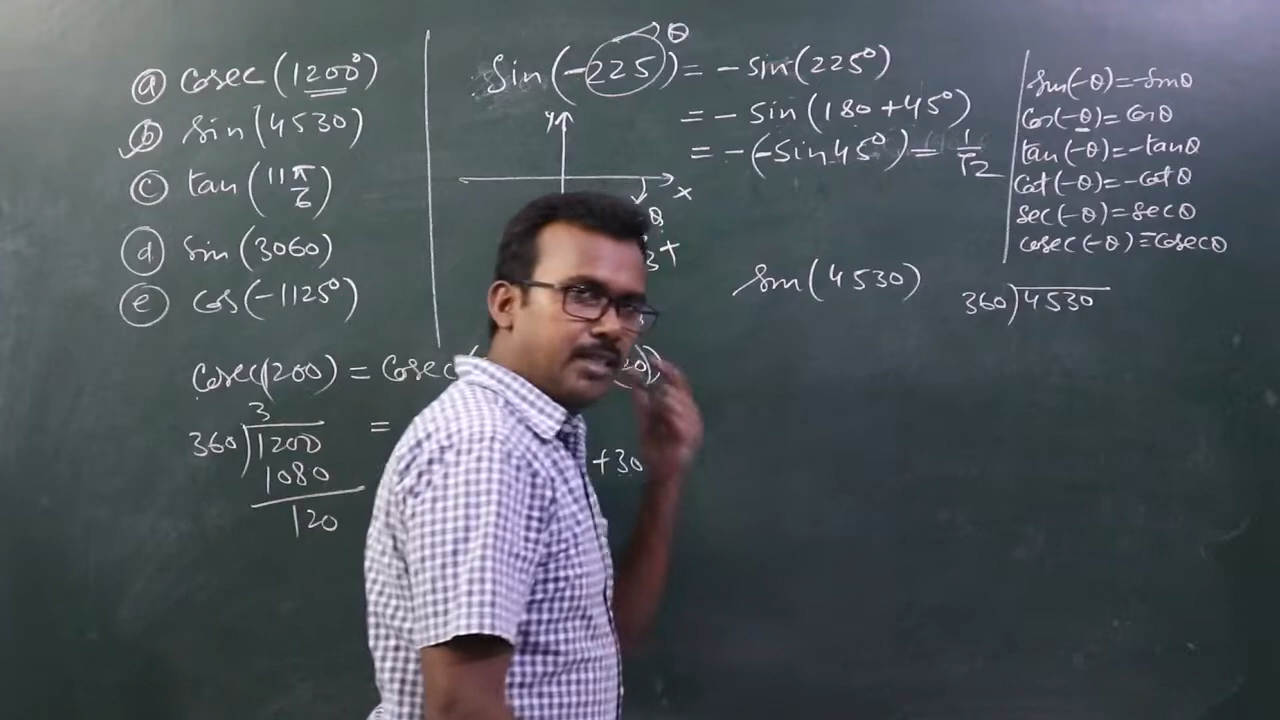 ⓐ cosec(1200°)
ⓑ sin(4530)
ⓒ tan(11π/6)
ⓓ sin(3060)
ⓔ cos(-1125°)
cosec(1200) = cosec
3
360)1200
1080
120
=
+30
θ
sin(-225) = -sin(225°)
= -sin(180+45°)
= -(-sin45°) = 1/√2
y
x
θ
sin(4530)
360)4530
sin(-θ)=-sinθ
cos(-θ)=cosθ
tan(-θ)=-tanθ
cot(-θ)=-cotθ
sec(-θ)=secθ
cosec(-θ)=-cosecθ